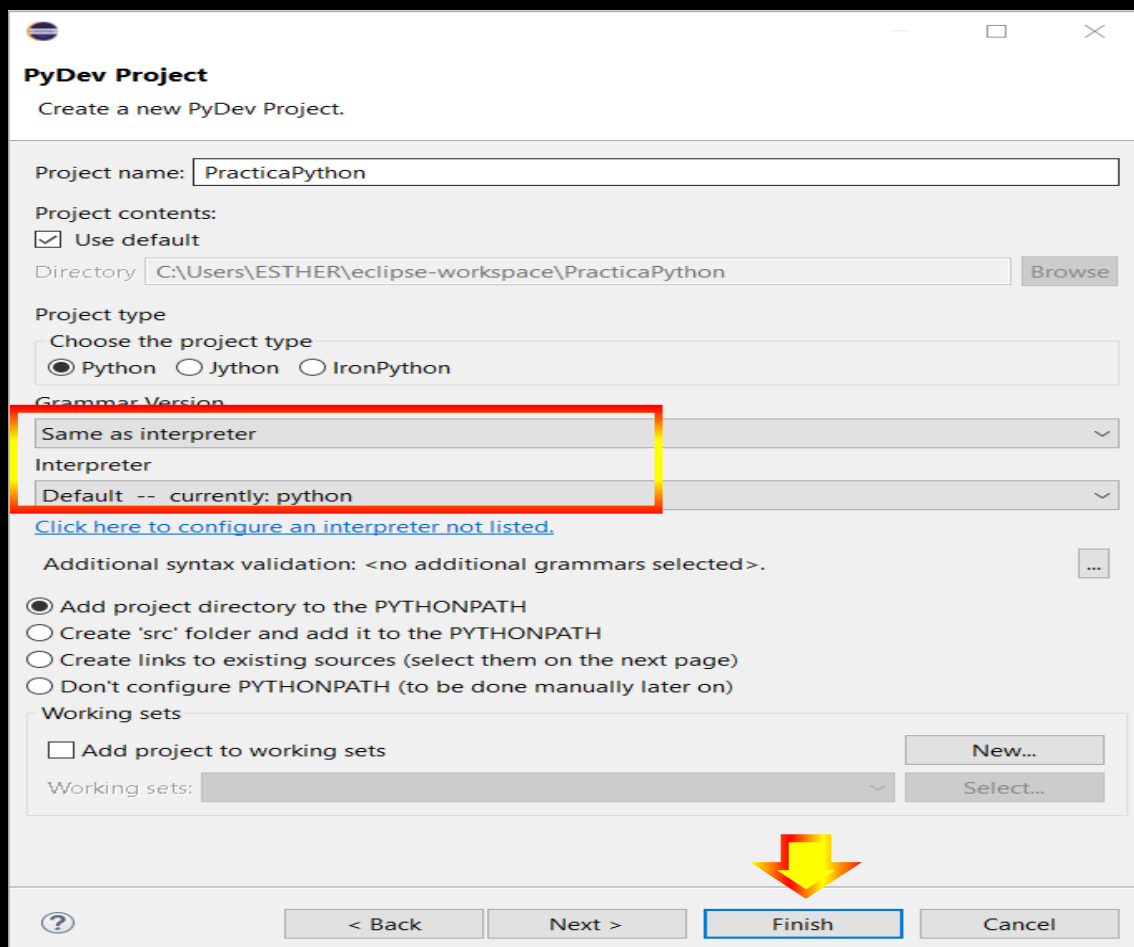 PyDev Project
Create a new PyDev Project.
Project name: PracticaPython
Project contents:
Use default
Directory C:\Users\ESTHER\eclipse-workspace\PracticaPython Browse
Project type
Choose the project type
Python Jython IronPython
Grammar Version
Same as interpreter
Interpreter
Default -- currently: python
Click here to configure an interpreter not listed.
Additional syntax validation: <no additional grammars selected>. ...
Add project directory to the PYTHONPATH
Create 'src' folder and add it to the PYTHONPATH
Create links to existing sources (select them on the next page)
Don't configure PYTHONPATH (to be done manually later on)
Working sets
Add project to working sets New...
Working sets: Select...
? < Back Next > Finish Cancel